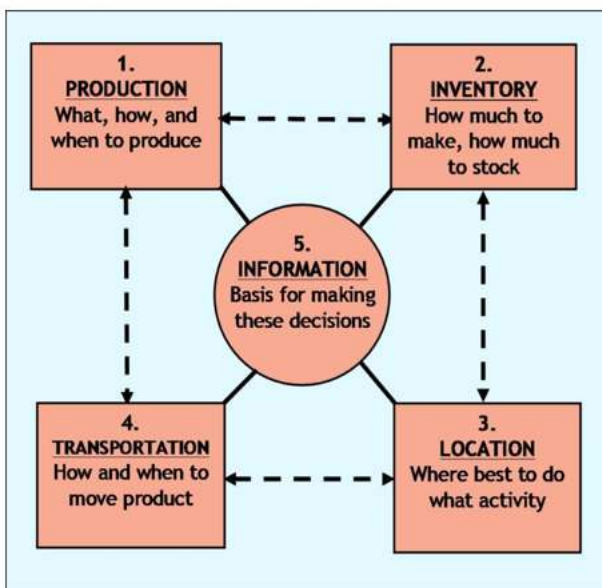 1.
PRODUCTION
What, how, and
when to produce
2.
INVENTORY
How much to
make, how much
to stock
5.
INFORMATION
Basis for making
these decisions
4.
TRANSPORTATION
How and when to
move product
3.
LOCATION
Where best to do
what activity